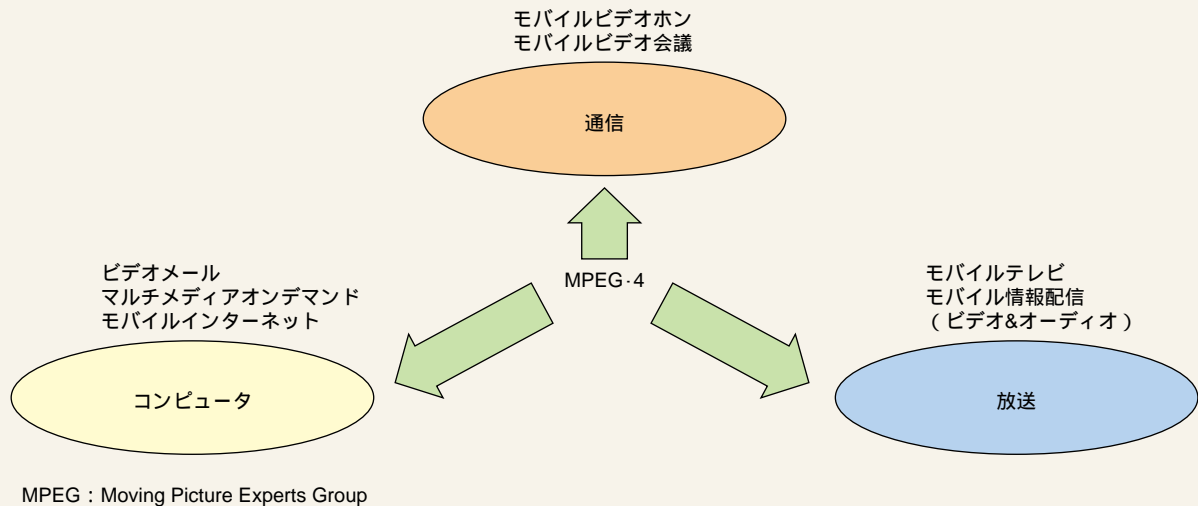 モバイルビデオホン
モバイルビデオ会議
通信
MPEG-4
ビデオメール
マルチメディアオンデマンド
モバイルインターネット
コンピュータ
モバイルテレビ
モバイル情報配信
（ビデオ&オーディオ）
放送
MPEG：Moving Picture Experts Group